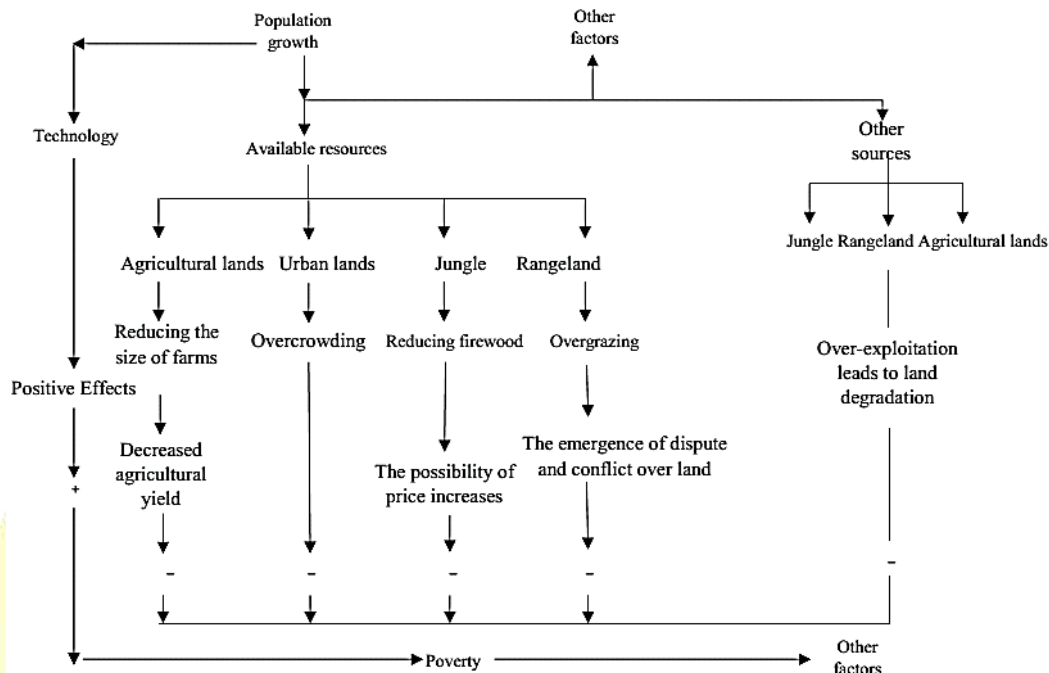 Population
growth
Other
factors
Technology
Available resources
Other
sources
Jungle Rangeland Agricultural lands
Agricultural lands Urban lands Jungle Rangeland
Reducing the
size of farms
Overcrowding
Reducing firewood
Overgrazing
Over-exploitation
leads to land
degradation
Positive Effects
Decreased
agricultural
yield
The possibility of
price increases
The emergence of dispute
and conflict over land
+
- - - - -
Poverty
Other
factors